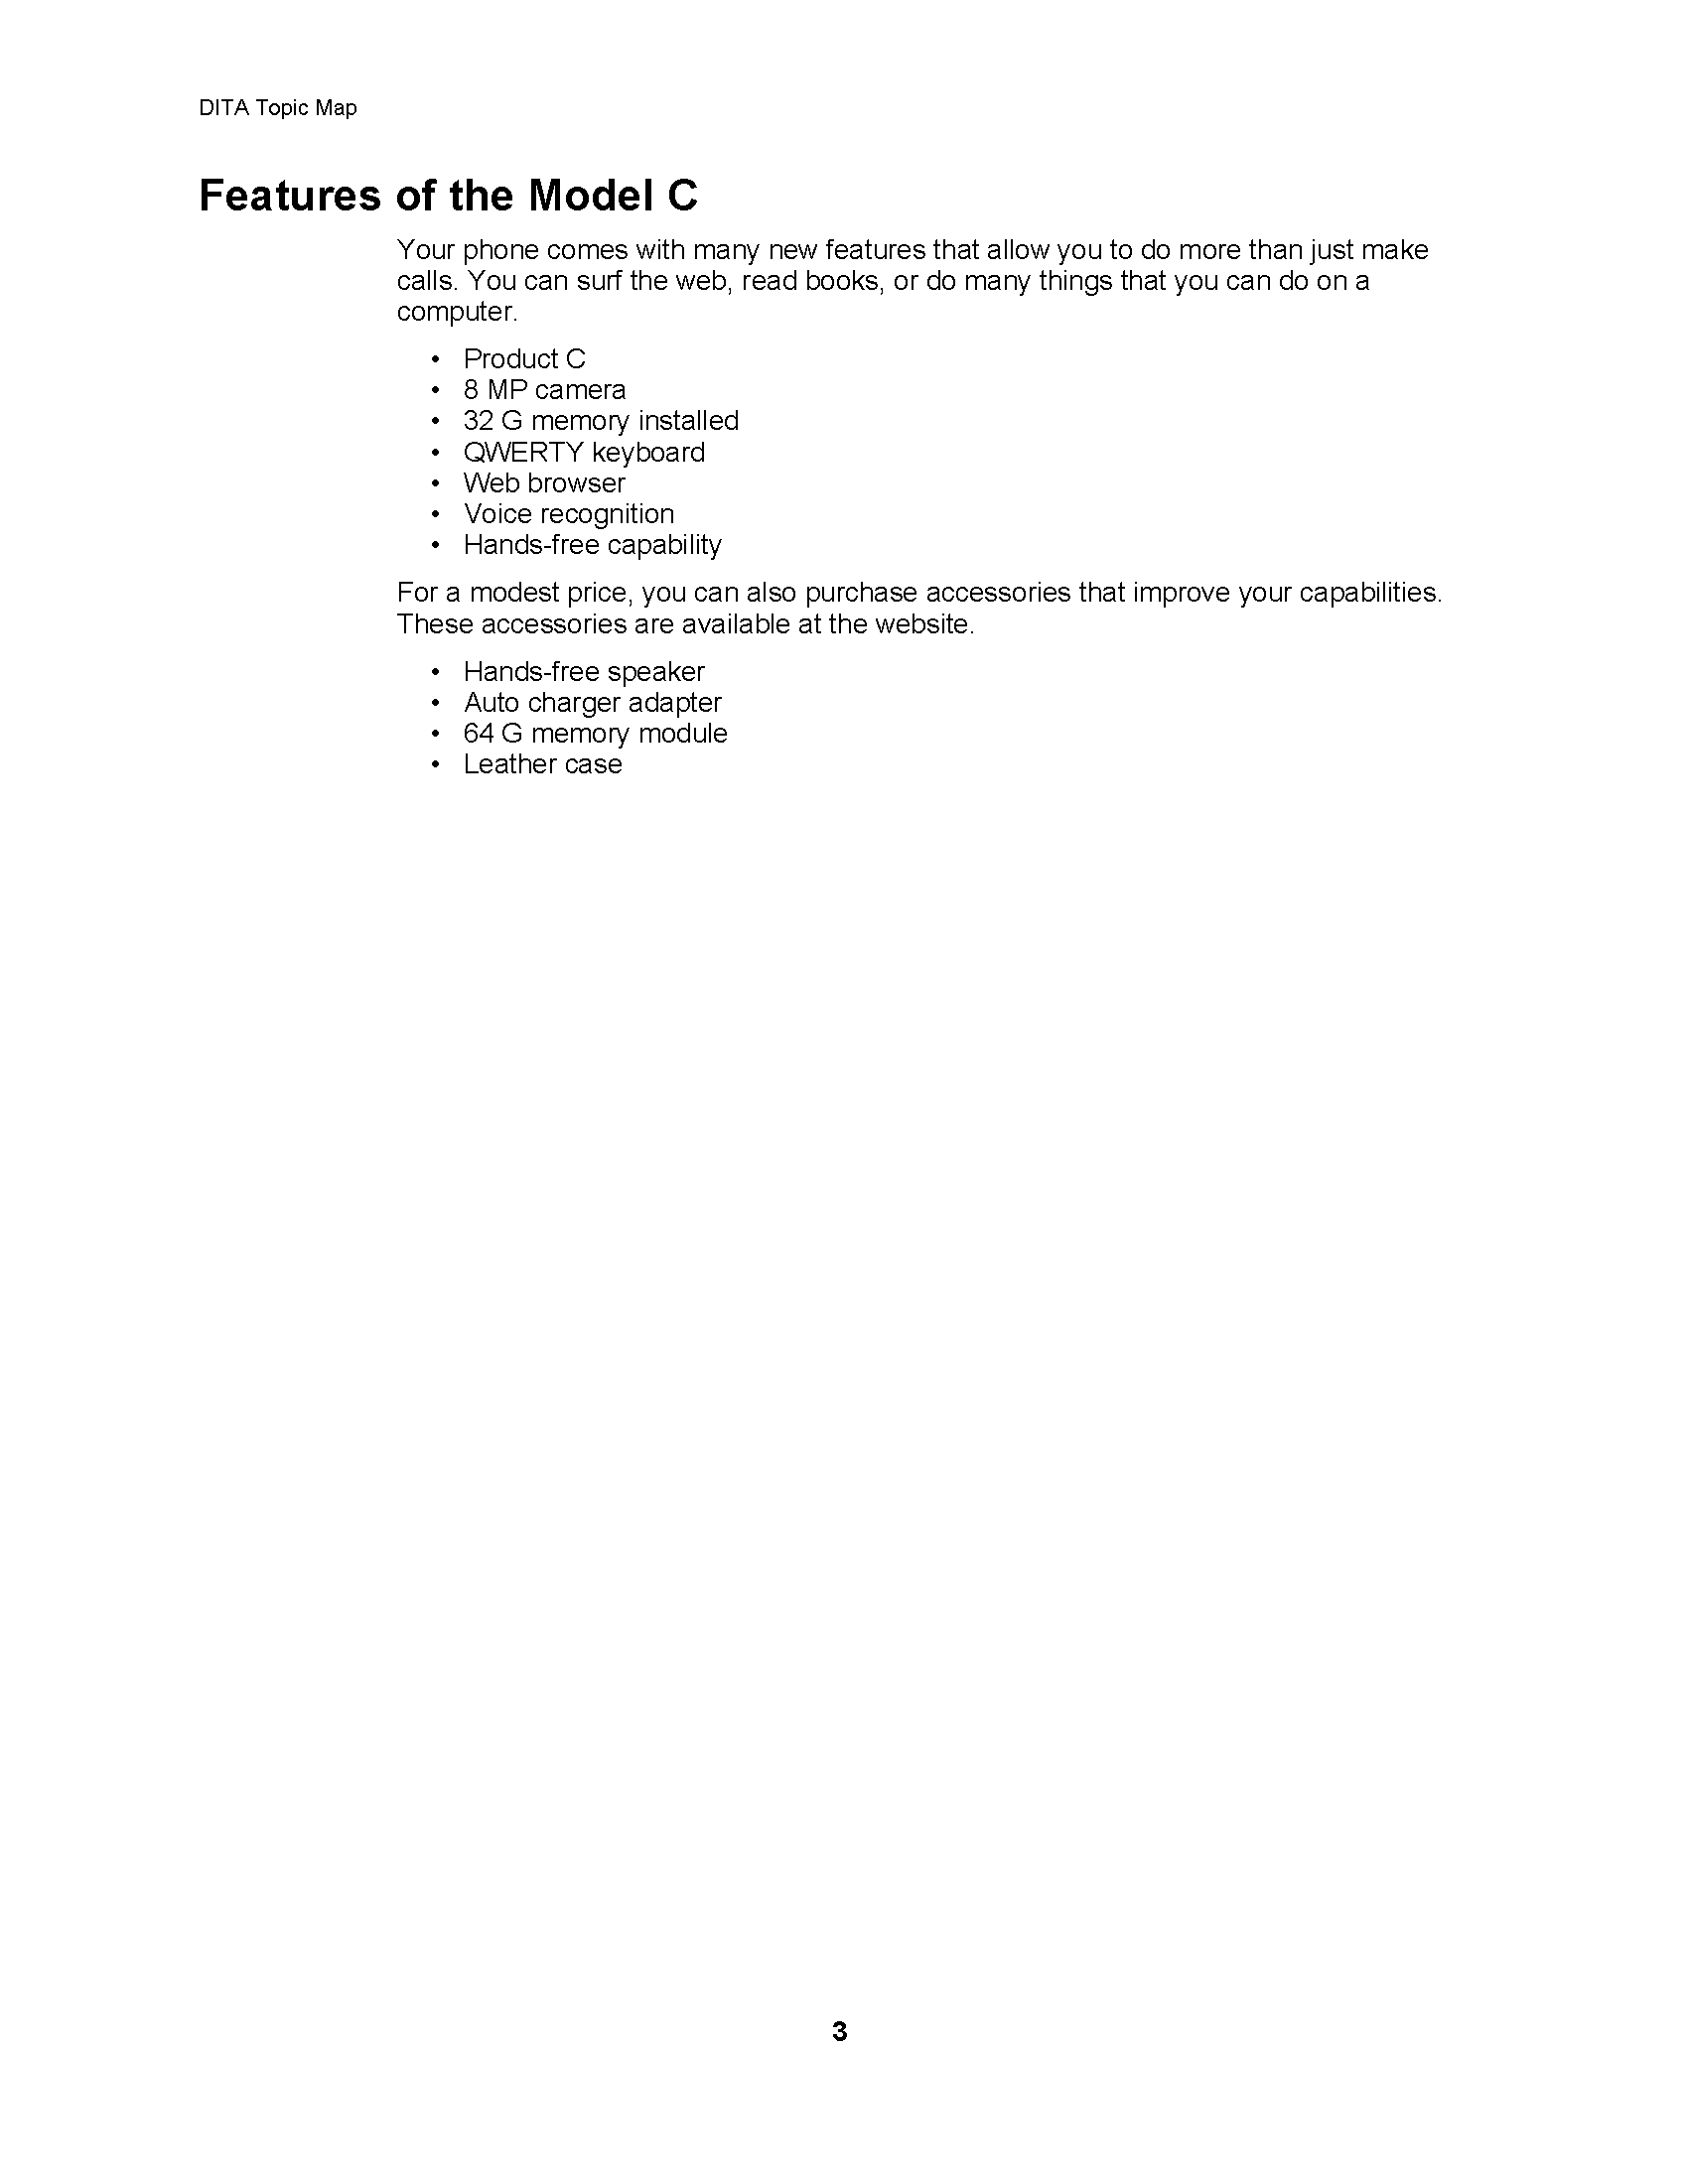 DITA Topic Map
Features of the Model C
Your phone comes with many new features that allow you to do more than just make
calls. You can surf the web, read books, or do many things that you can do on a
computer.
• Product C
• 8 MP camera
• 32 G memory installed
• QWERTY keyboard
• Web browser
• Voice recognition
• Hands-free capability
For a modest price, you can also purchase accessories that improve your capabilities.
These accessories are available at the website.
• Hands-free speaker
• Auto charger adapter
• 64 G memory module
• Leather case
3